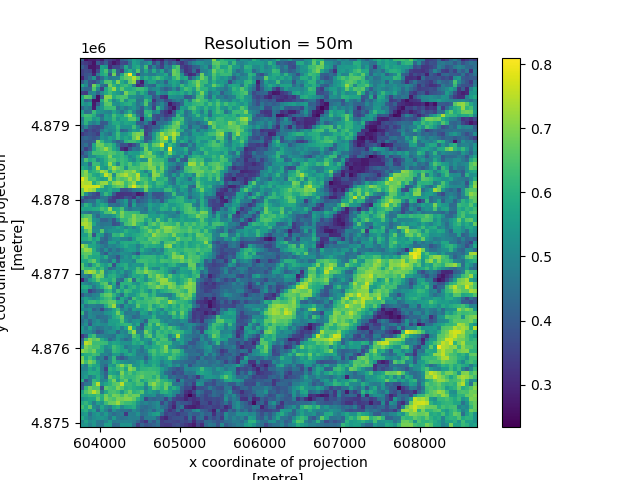 Resolution = 50m
1e6
4.879
4.878
4.877
4.876
4.875
y coordinate of projection
[metre]
604000 605000 606000 607000 608000
x coordinate of projection
[metre]
0.8
0.7
0.6
0.5
0.4
0.3